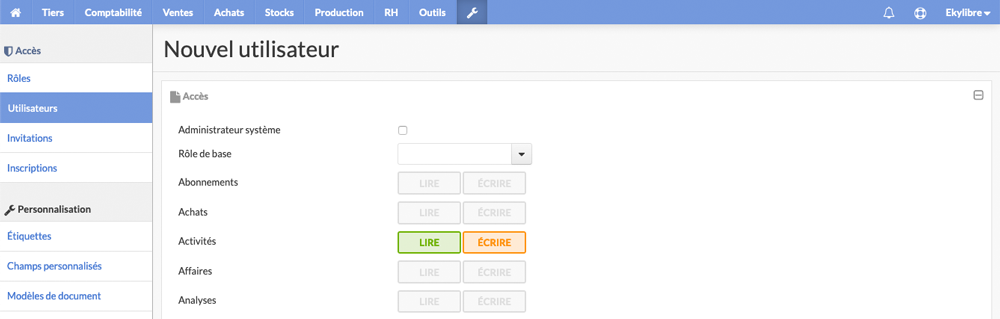 Tiers Comptabilité Ventes Achats Stocks Production RH Outils Ekylibre
Accès
Rôles
Utilisateurs
Invitations
Inscriptions
Personnalisation
Étiquettes
Champs personnalisés
Modèles de document
Nouvel utilisateur
Accès
Administrateur système
Rôle de base
Abonnements LIRE ÉCRIRE
Achats LIRE ÉCRIRE
Activités LIRE ÉCRIRE
Affaires LIRE ÉCRIRE
Analyses LIRE ÉCRIRE